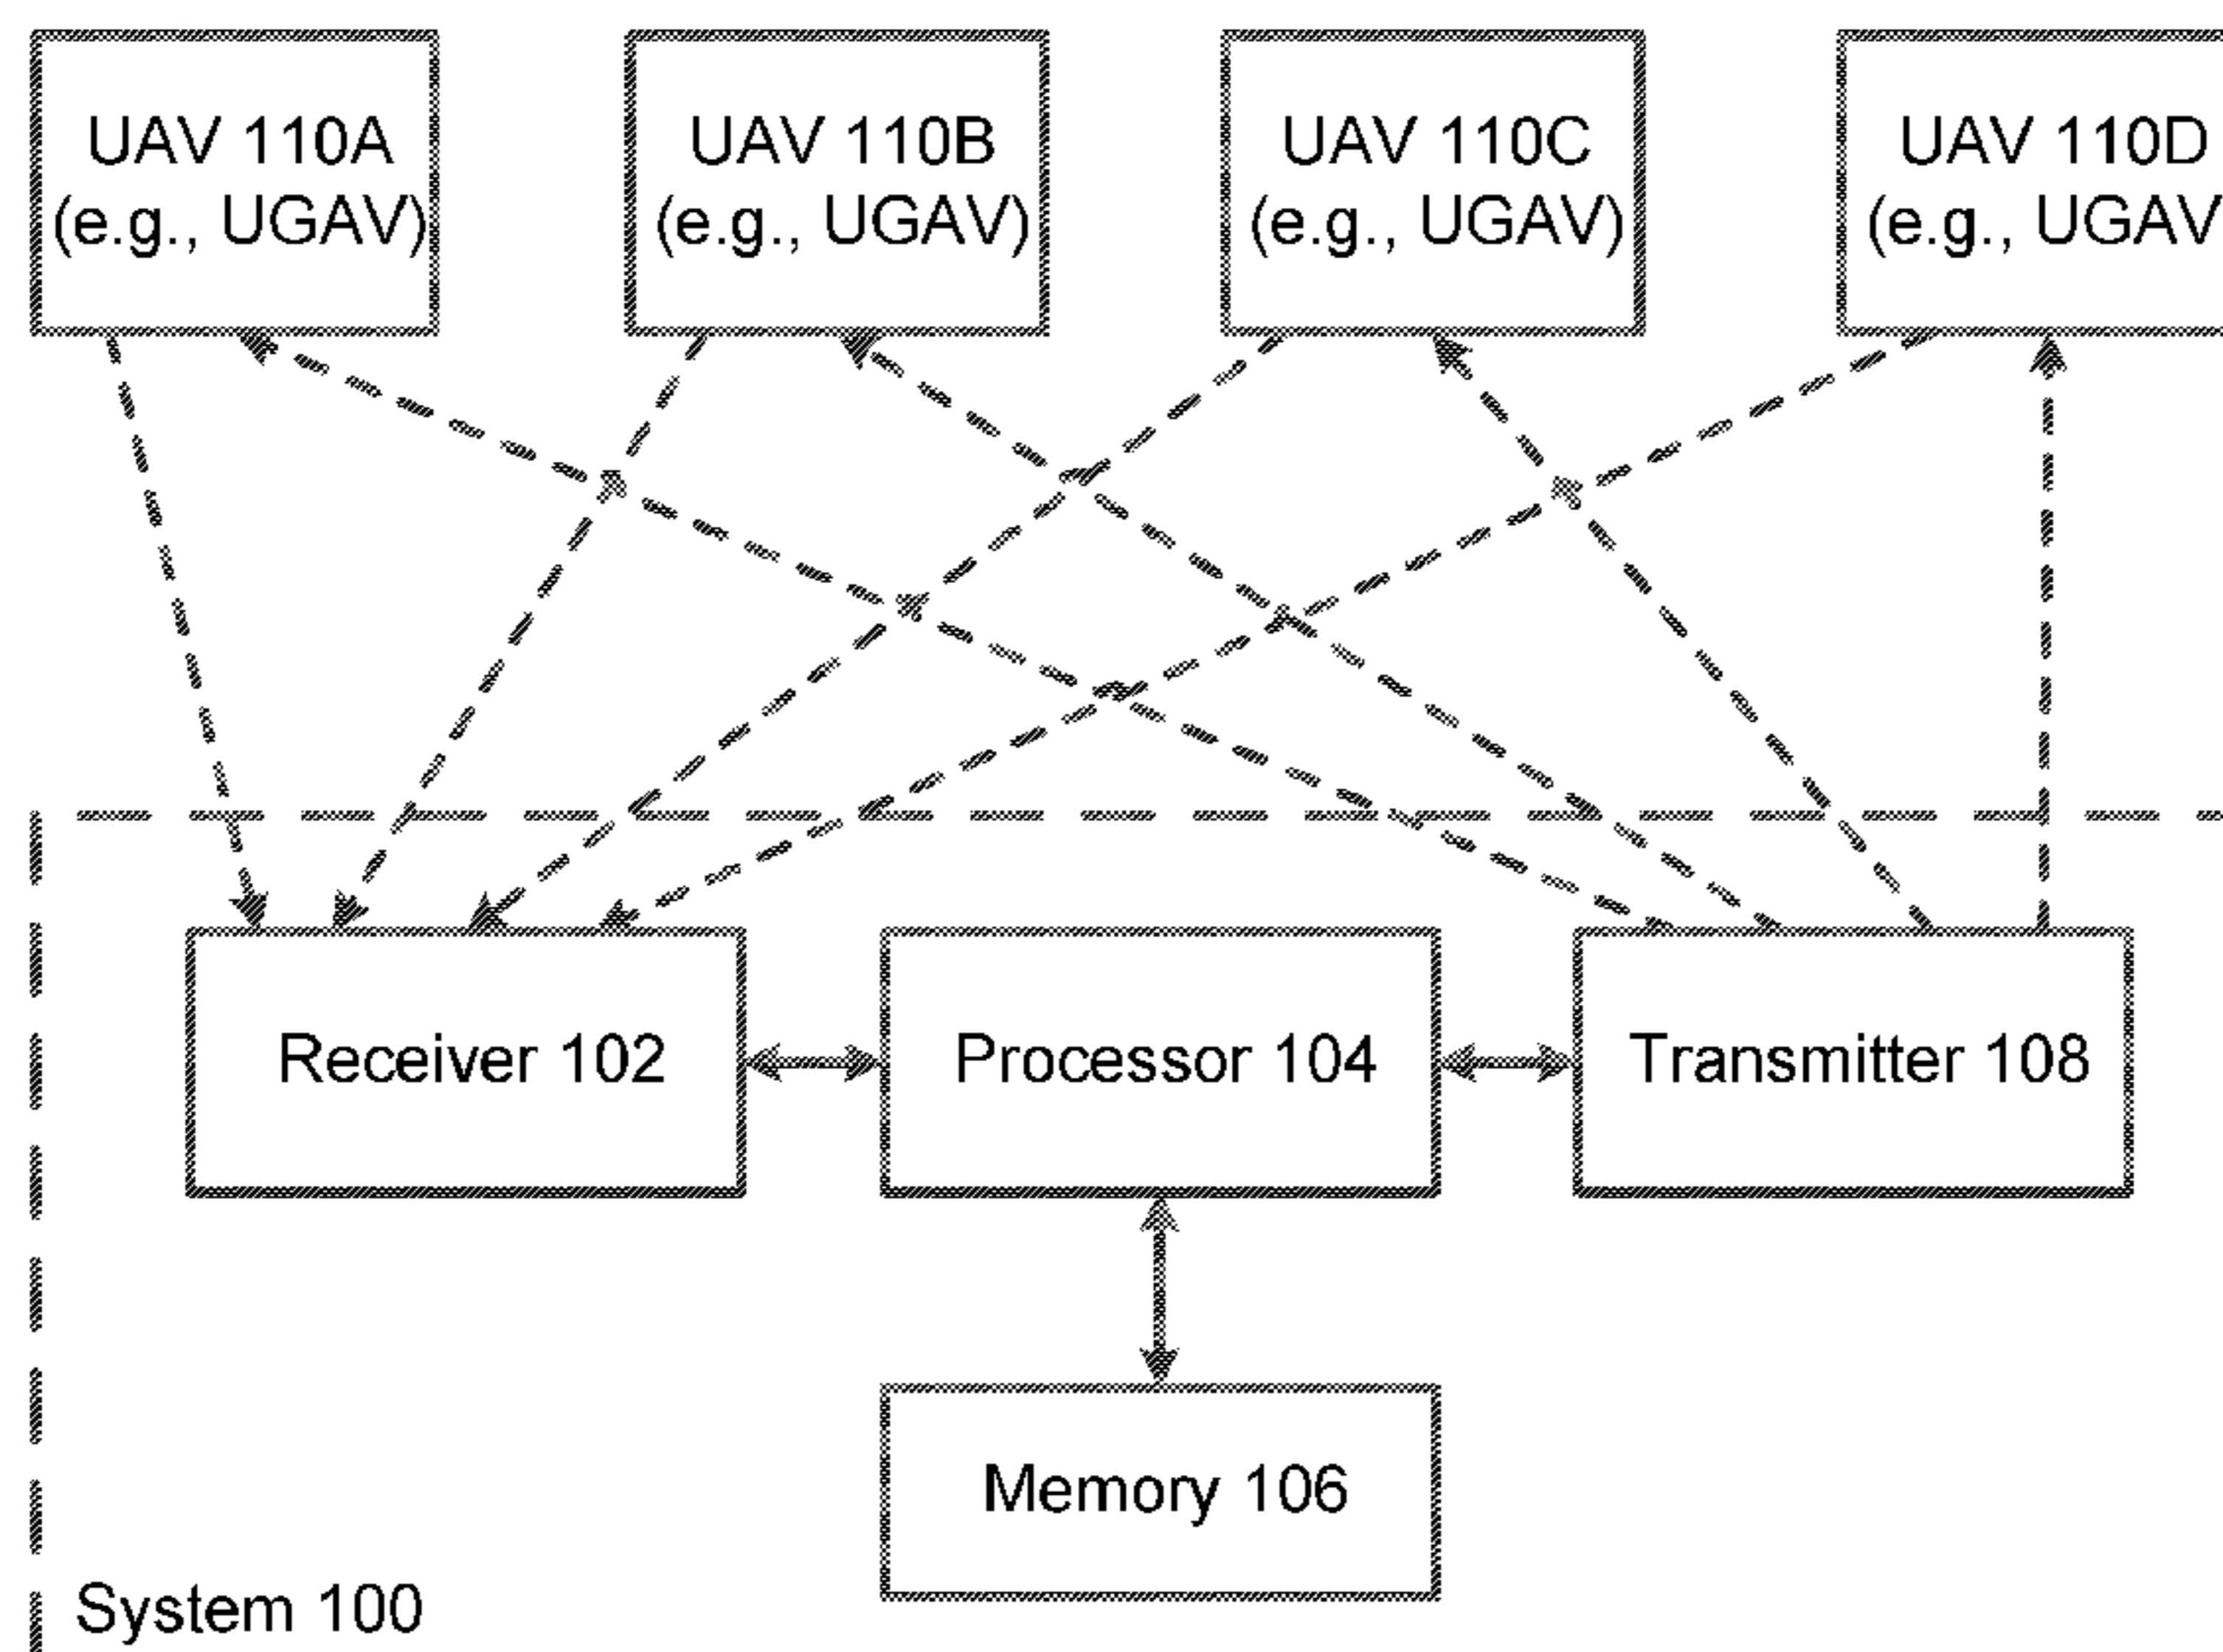 UAV 110A
(e.g., UGAV)
UAV 110B
(e.g., UGAV)
UAV 110C
(e.g., UGAV)
UAV 110D
(e.g., UGAV
Receiver 102
Processor 104
Transmitter 108
Memory 106
System 100